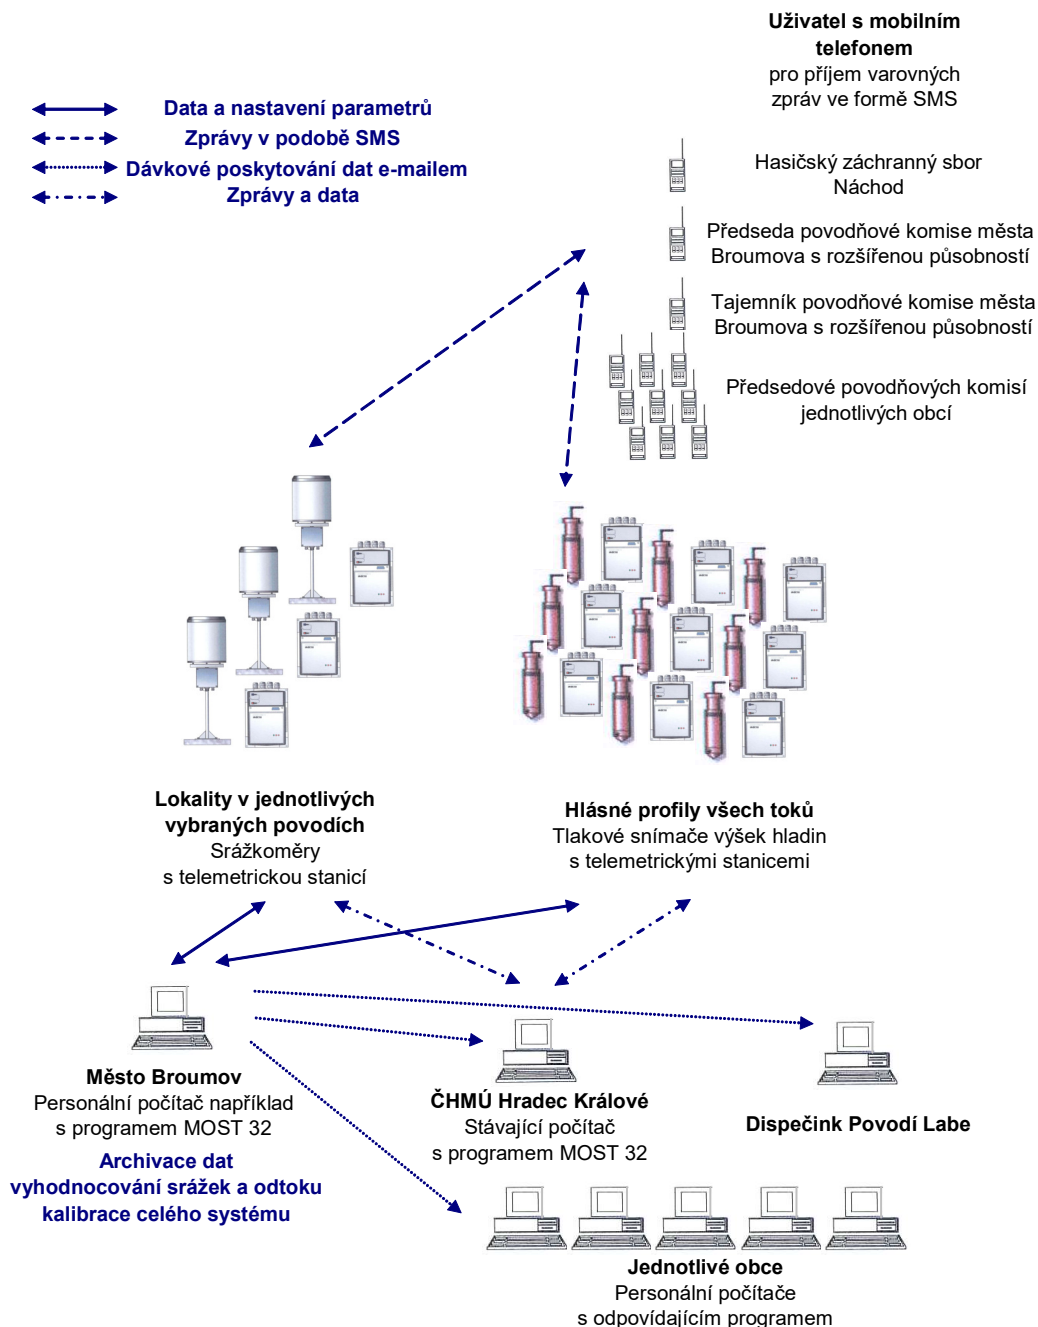 Uživatel s mobilním
telefonem
pro příjem varovných
zpráv ve formě SMS
Data a nastavení parametrů
Zprávy v podobě SMS
Dávkové poskytování dat e-mailem
Zprávy a data
Hasičský záchranný sbor
Náchod
Předseda povodňové komise města
Broumova s rozšířenou působností
Tajemník povodňové komise města
Broumova s rozšířenou působností
Předsedové povodňových komisí
jednotlivých obcí
Lokality v jednotlivých
vybraných povodích
Srážkoměry
s telemetrickou stanicí
Hlásné profily všech toků
Tlakové snímače výšek hladin
s telemetrickými stanicemi
Město Broumov
Personální počítač například
s programem MOST 32
Archivace dat
vyhodnocování srážek a odtoku
kalibrace celého systému
ČHMÚ Hradec Králové
Stávající počítač
s programem MOST 32
Dispečink Povodí Labe
Jednotlivé obce
Personální počítače
s odpovídajícím programem